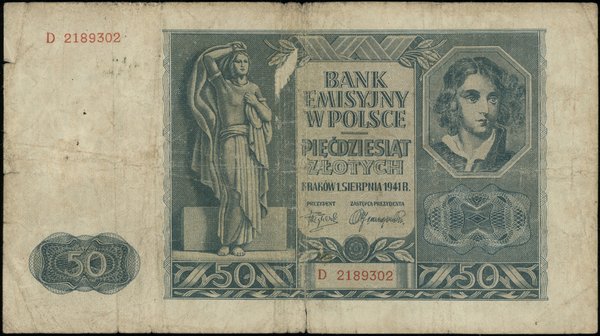 D 2189302
BANK
EMISYJNY
W POLSCE
PIĘĆDZIESIĄT
ZŁOTYCH
KRAKÓW 1. SIERPNIA 1941 R.
PREZYDENT ZASTĘPCA PREZYDENTA
D 2189302
50 50 50